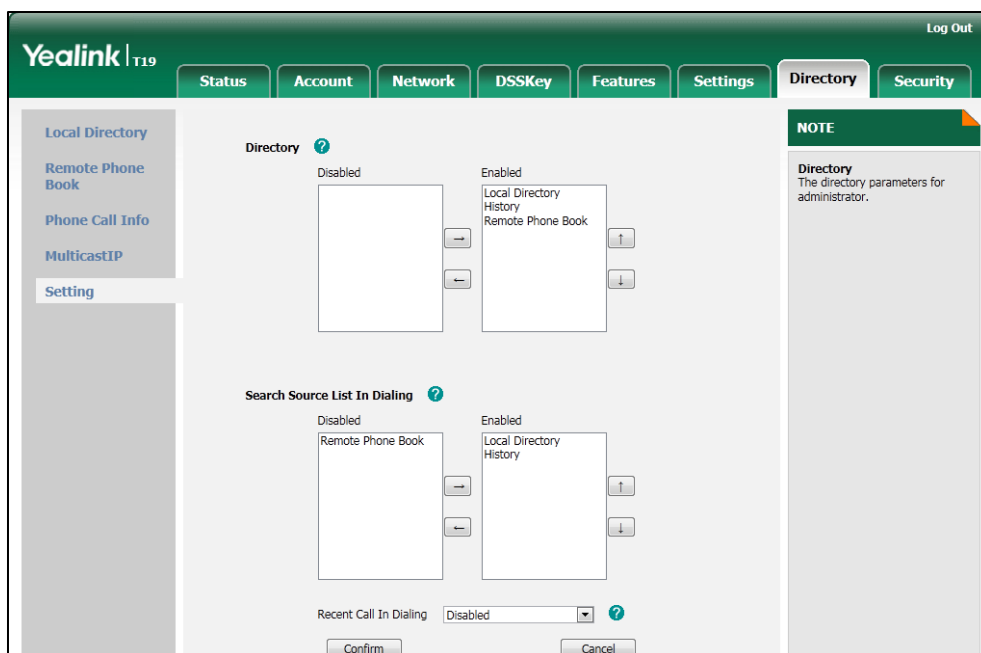 Log Out
Yealink T19
Status Account Network DSSKey Features Settings Directory Security
Local Directory
Remote Phone
Book
Phone Call Info
MulticastIP
Setting
Directory ?
Disabled Enabled
Local Directory
History
Remote Phone Book
→ ↑
← ↓
Search Source List In Dialing ?
Disabled Enabled
Remote Phone Book Local Directory
History
→ ↑
← ↓
Recent Call In Dialing Disabled ?
Confirm Cancel
NOTE
Directory
The directory parameters for
administrator.